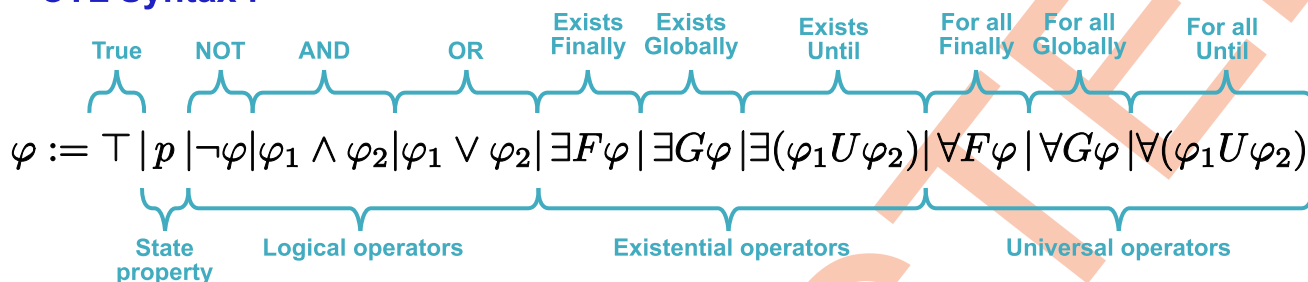 CTL Syntax :
True NOT AND OR Exists Finally Exists Globally Exists Until For all Finally For all Globally For all Until
φ := ⊤ | p |¬φ|φ₁ ∧ φ₂|φ₁ ∨ φ₂| ∃Fφ | ∃Gφ |∃(φ₁Uφ₂)| ∀Fφ | ∀Gφ |∀(φ₁Uφ₂)
State property Logical operators Existential operators Universal operators